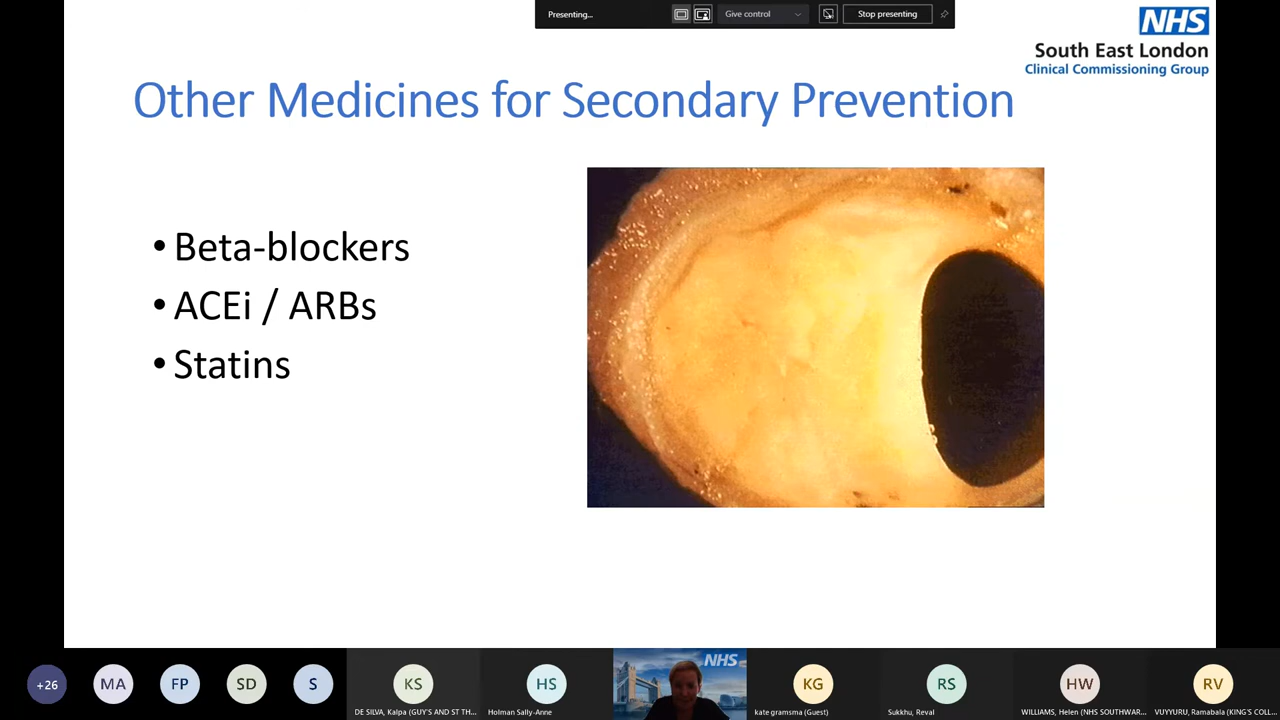 Presenting...
Give control
Stop presenting
NHS
South East London
Clinical Commissioning Group
Other Medicines for Secondary Prevention
• Beta-blockers
• ACEi / ARBs
• Statins
NHS
+26
MA
FP
SD
S
KS
HS
KG
RS
HW
RV
DE SILVA, Kalpa (GUY'S AND ST TH...
Holman Sally-Anne
kate gramsma (Guest)
Sukkhu, Reval
WILLIAMS, Helen (NHS SOUTHWAR...
VUYYURU, Ramabala (KING'S COLL...